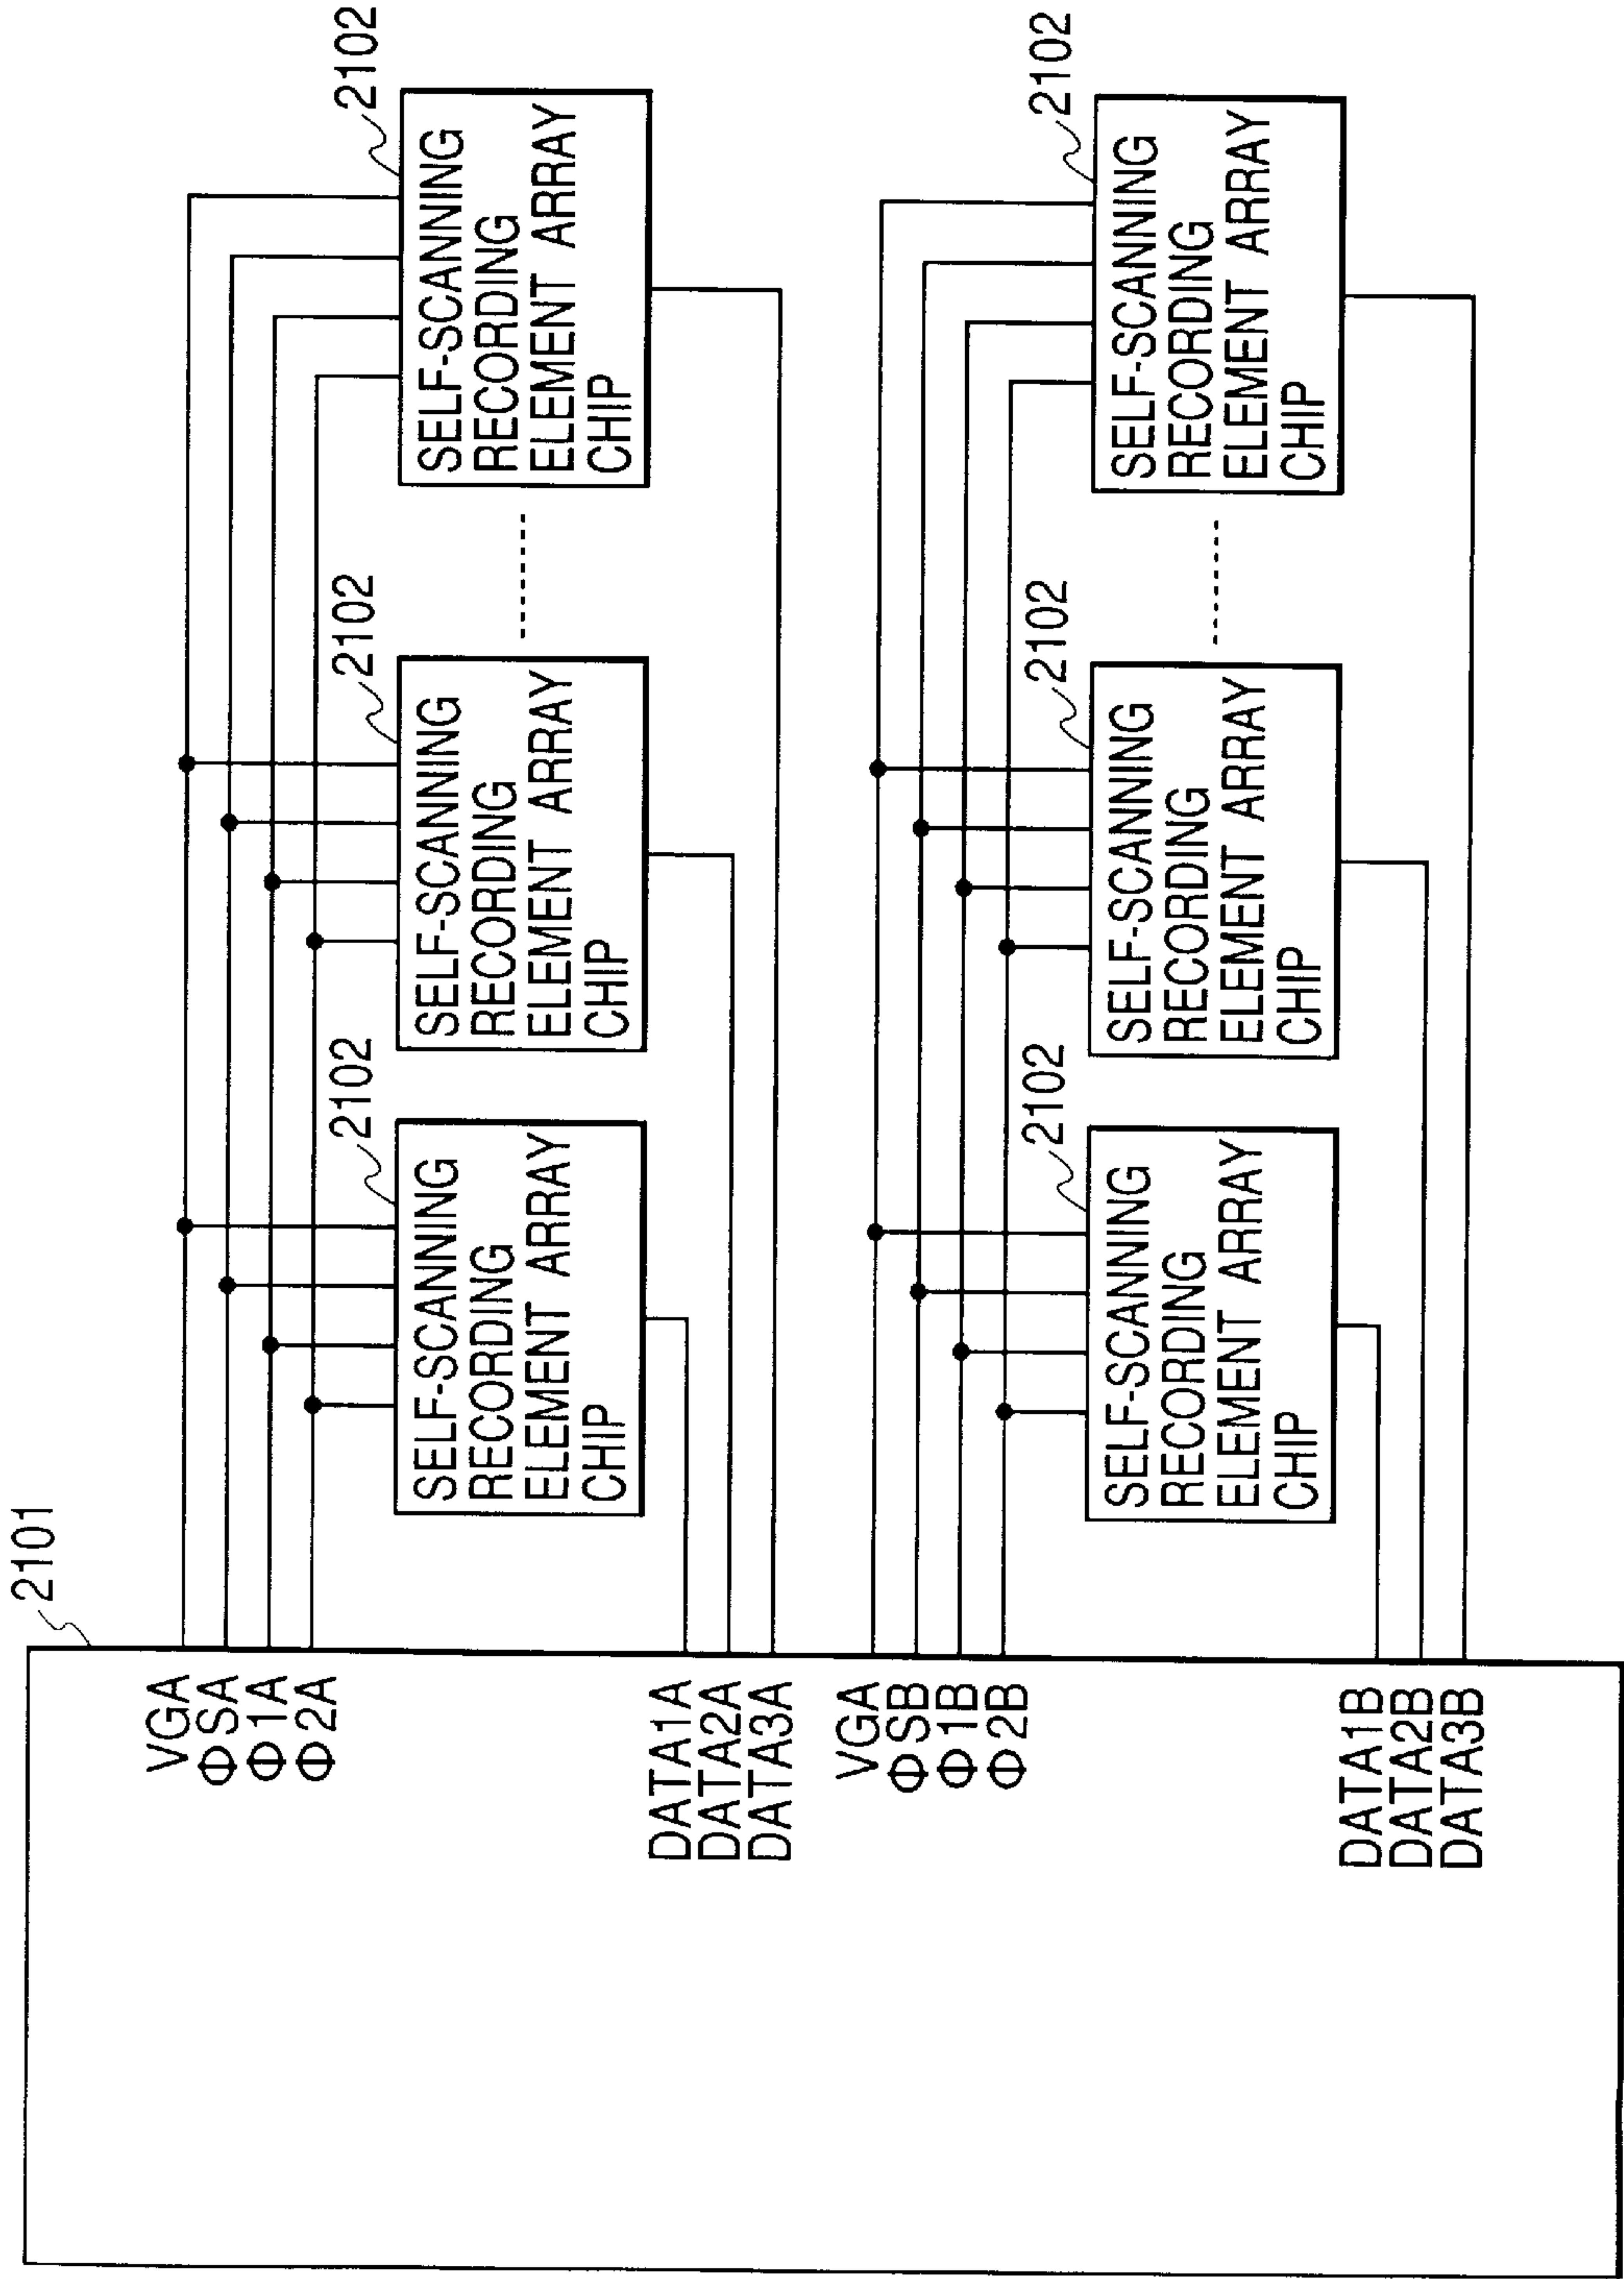 2101
VGA
ΦSA
Φ1A
Φ2A
2102
SELF-SCANNING
RECORDING
ELEMENT ARRAY
CHIP
2102
SELF-SCANNING
RECORDING
ELEMENT ARRAY
CHIP
2102
SELF-SCANNING
RECORDING
ELEMENT ARRAY
CHIP
DATA1A
DATA2A
DATA3A
VGA
ΦSB
Φ1B
Φ2B
2102
SELF-SCANNING
RECORDING
ELEMENT ARRAY
CHIP
2102
SELF-SCANNING
RECORDING
ELEMENT ARRAY
CHIP
2102
SELF-SCANNING
RECORDING
ELEMENT ARRAY
CHIP
DATA1B
DATA2B
DATA3B